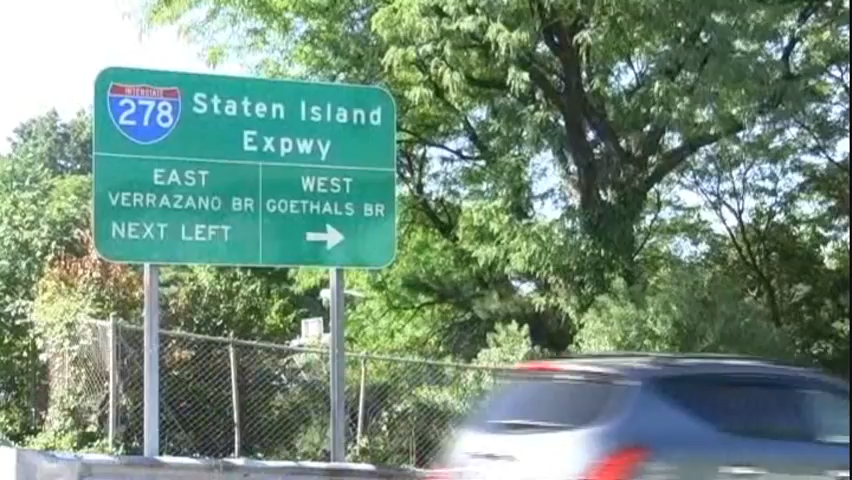 INTERSTATE
278
Staten Island
Expwy
EAST
VERRAZANO BR
NEXT LEFT
WEST
GOETHALS BR